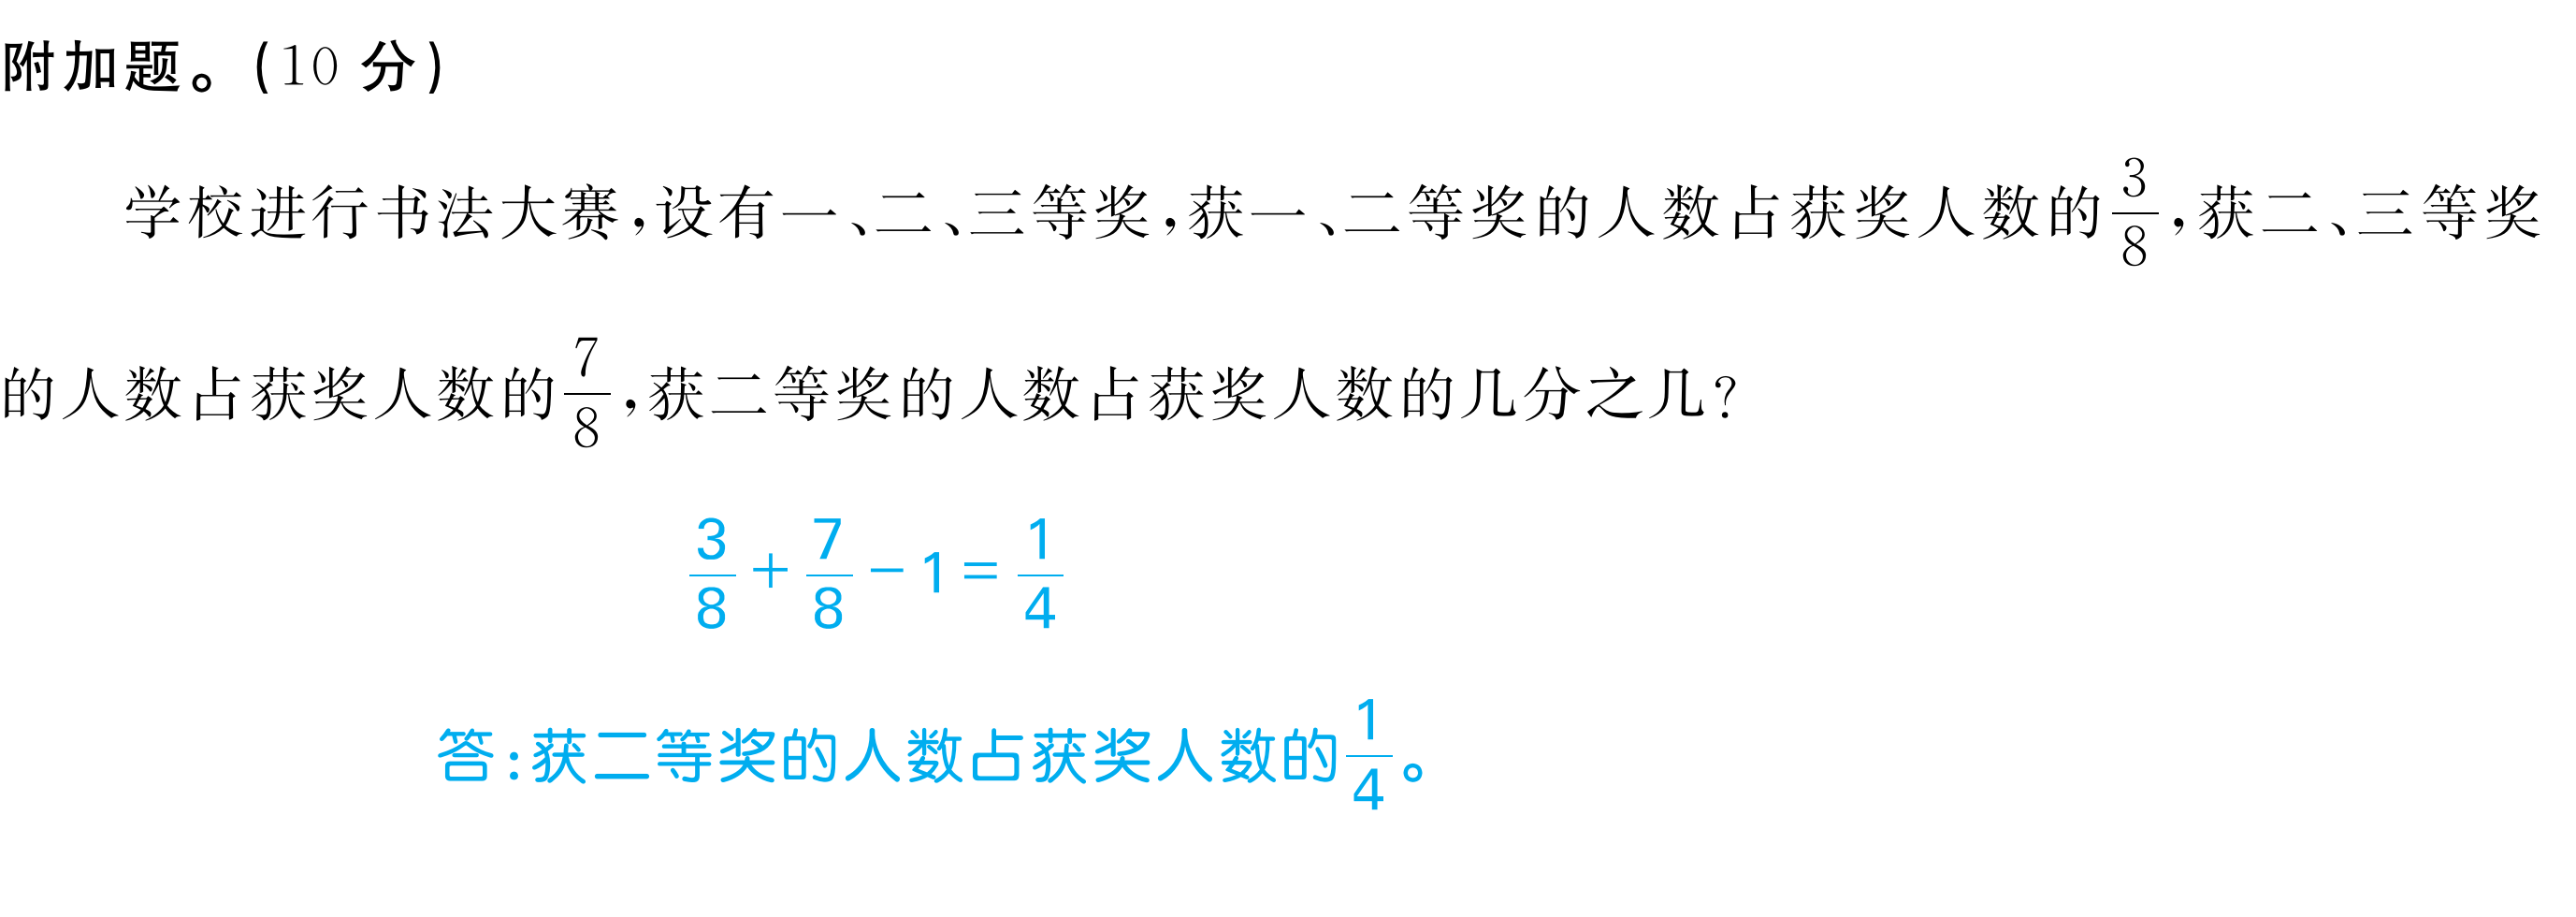 附加题。(10 分)
学校进行书法大赛,设有一、二、三等奖,获一、二等奖的人数占获奖人数的3/8,获二、三等奖
的人数占获奖人数的7/8,获二等奖的人数占获奖人数的几分之几?
3/8 + 7/8 − 1 = 1/4
答:获二等奖的人数占获奖人数的1/4。